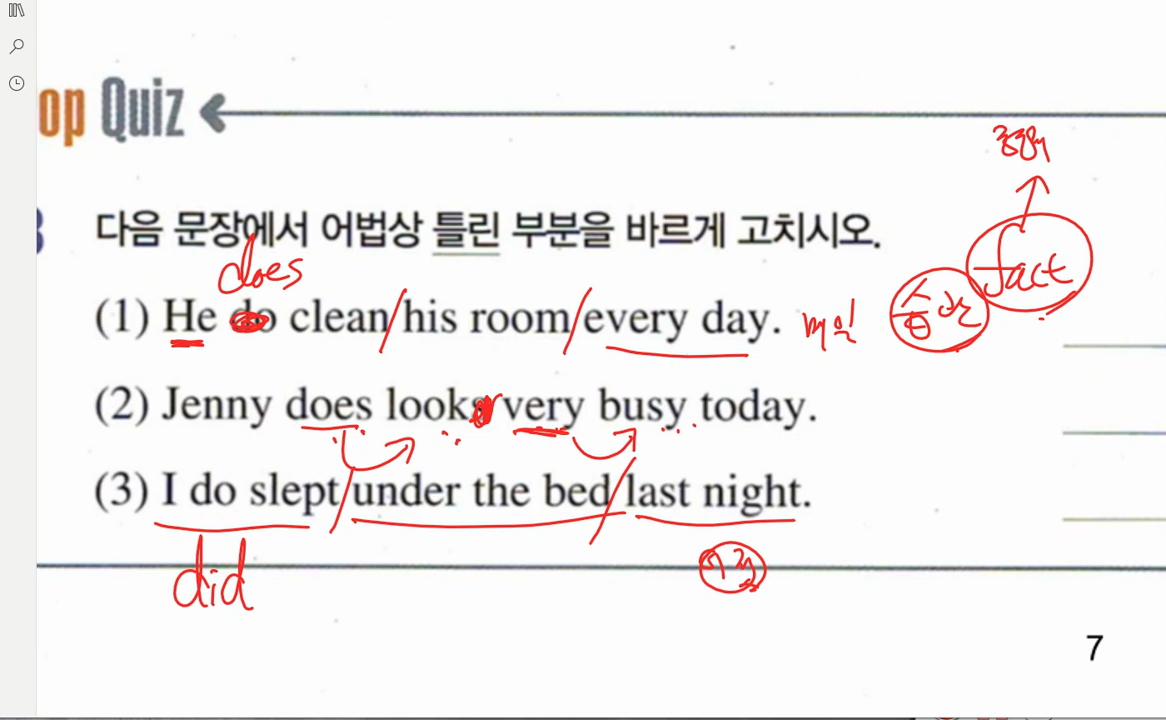 op Quiz
다음 문장에서 어법상 틀린 부분을 바르게 고치시오.
does
fact
(1) He do clean/his room/every day. 매일 습관
(2) Jenny does looks very busy today.
(3) I do slept/under the bed/last night.
did
7